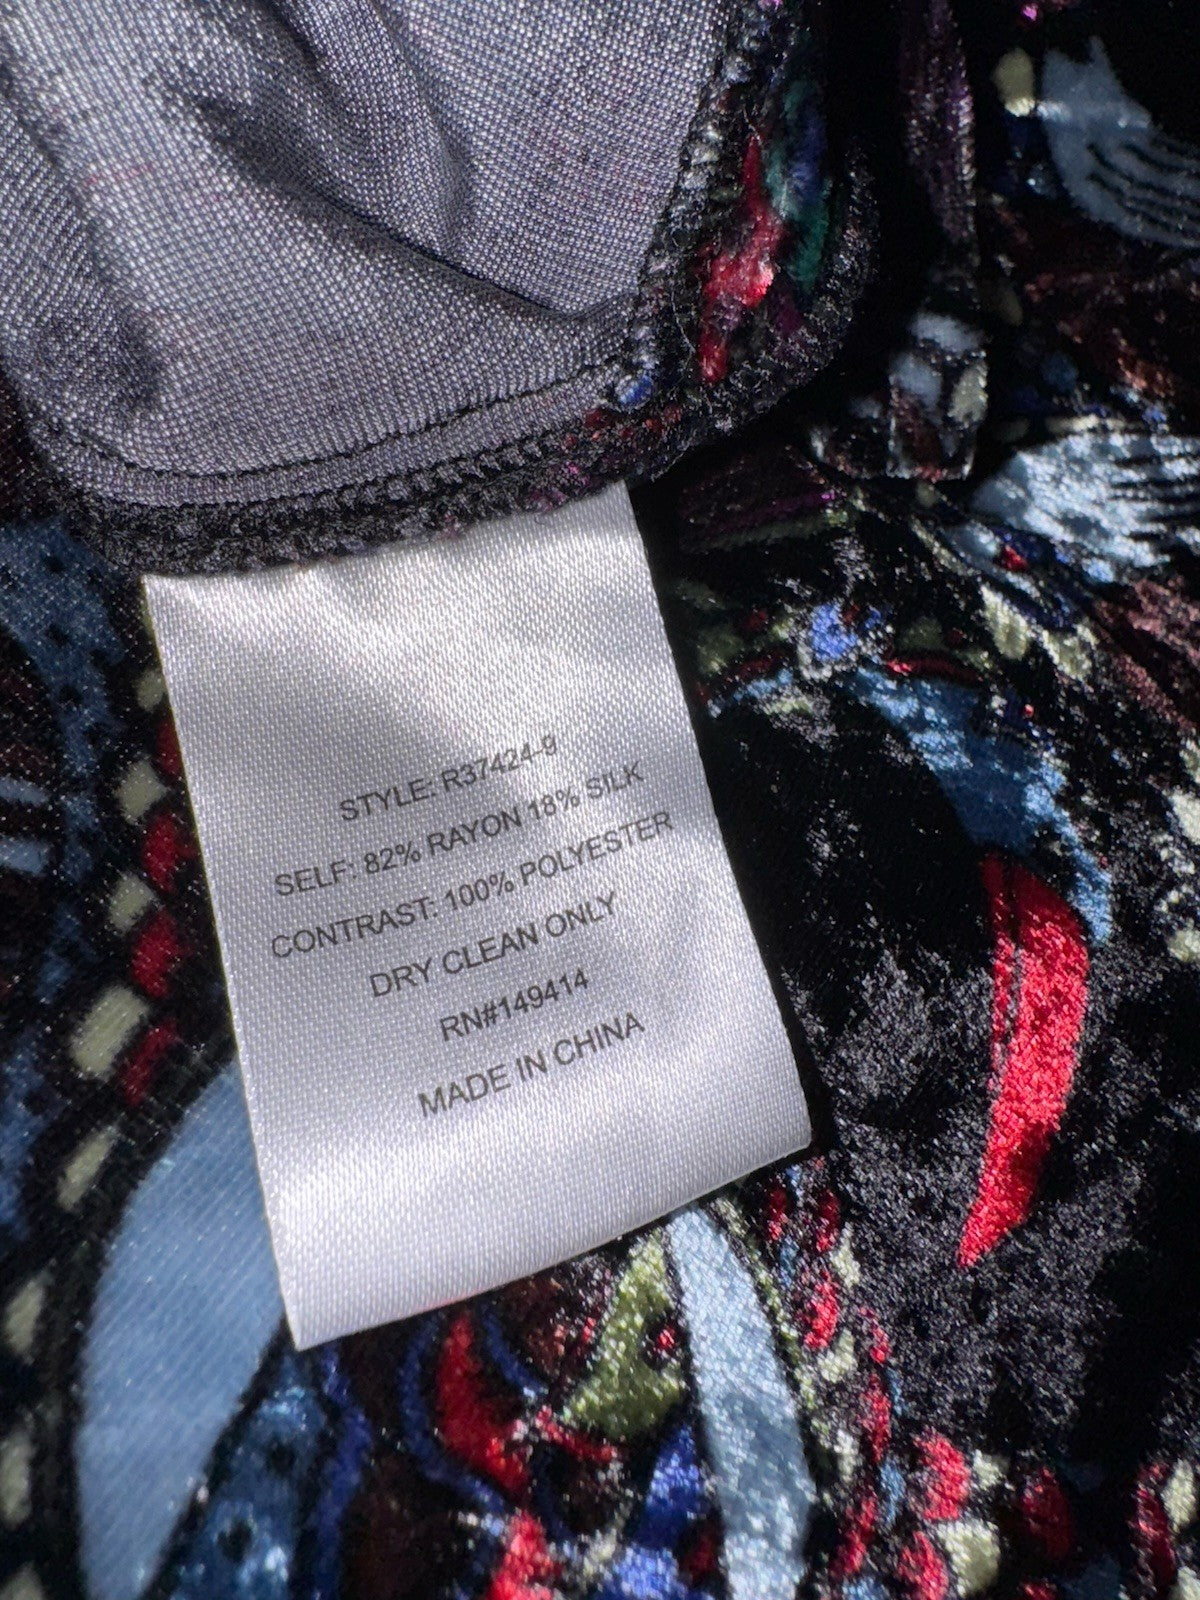 STYLE: R37424-9
SELF: 82% RAYON 18% SILK
CONTRAST: 100% POLYESTER
DRY CLEAN ONLY
RN#149414
MADE IN CHINA